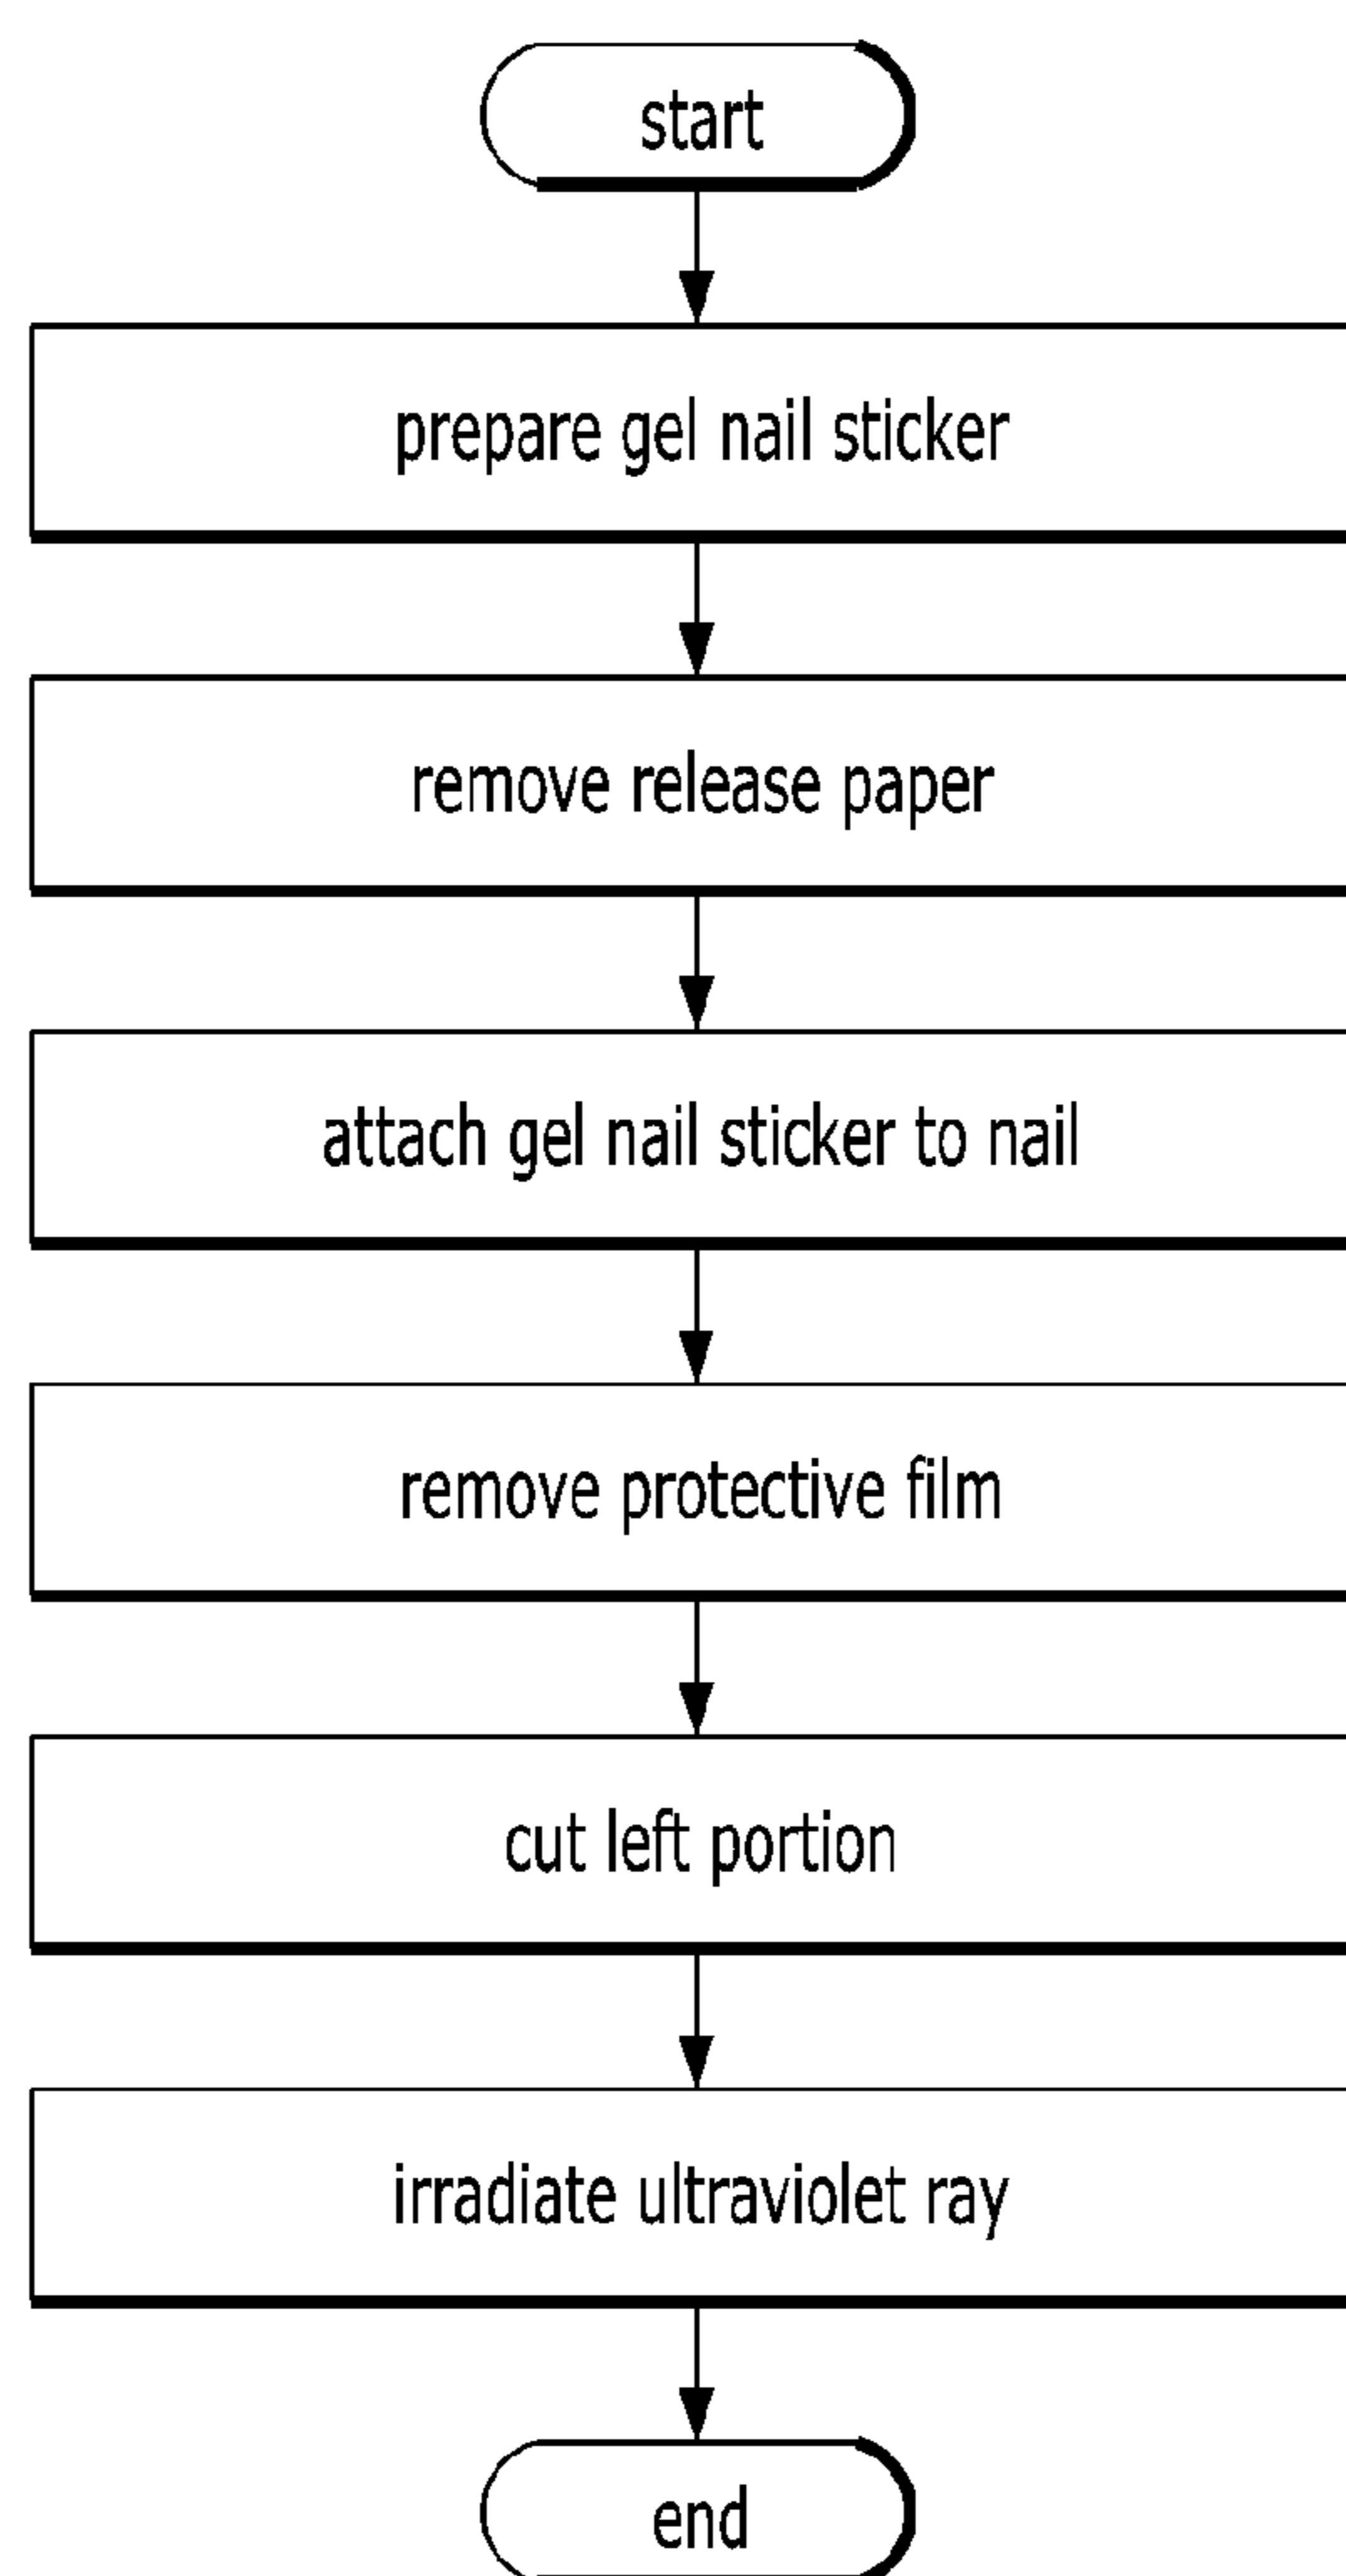 start
prepare gel nail sticker
remove release paper
attach gel nail sticker to nail
remove protective film
cut left portion
irradiate ultraviolet ray
end